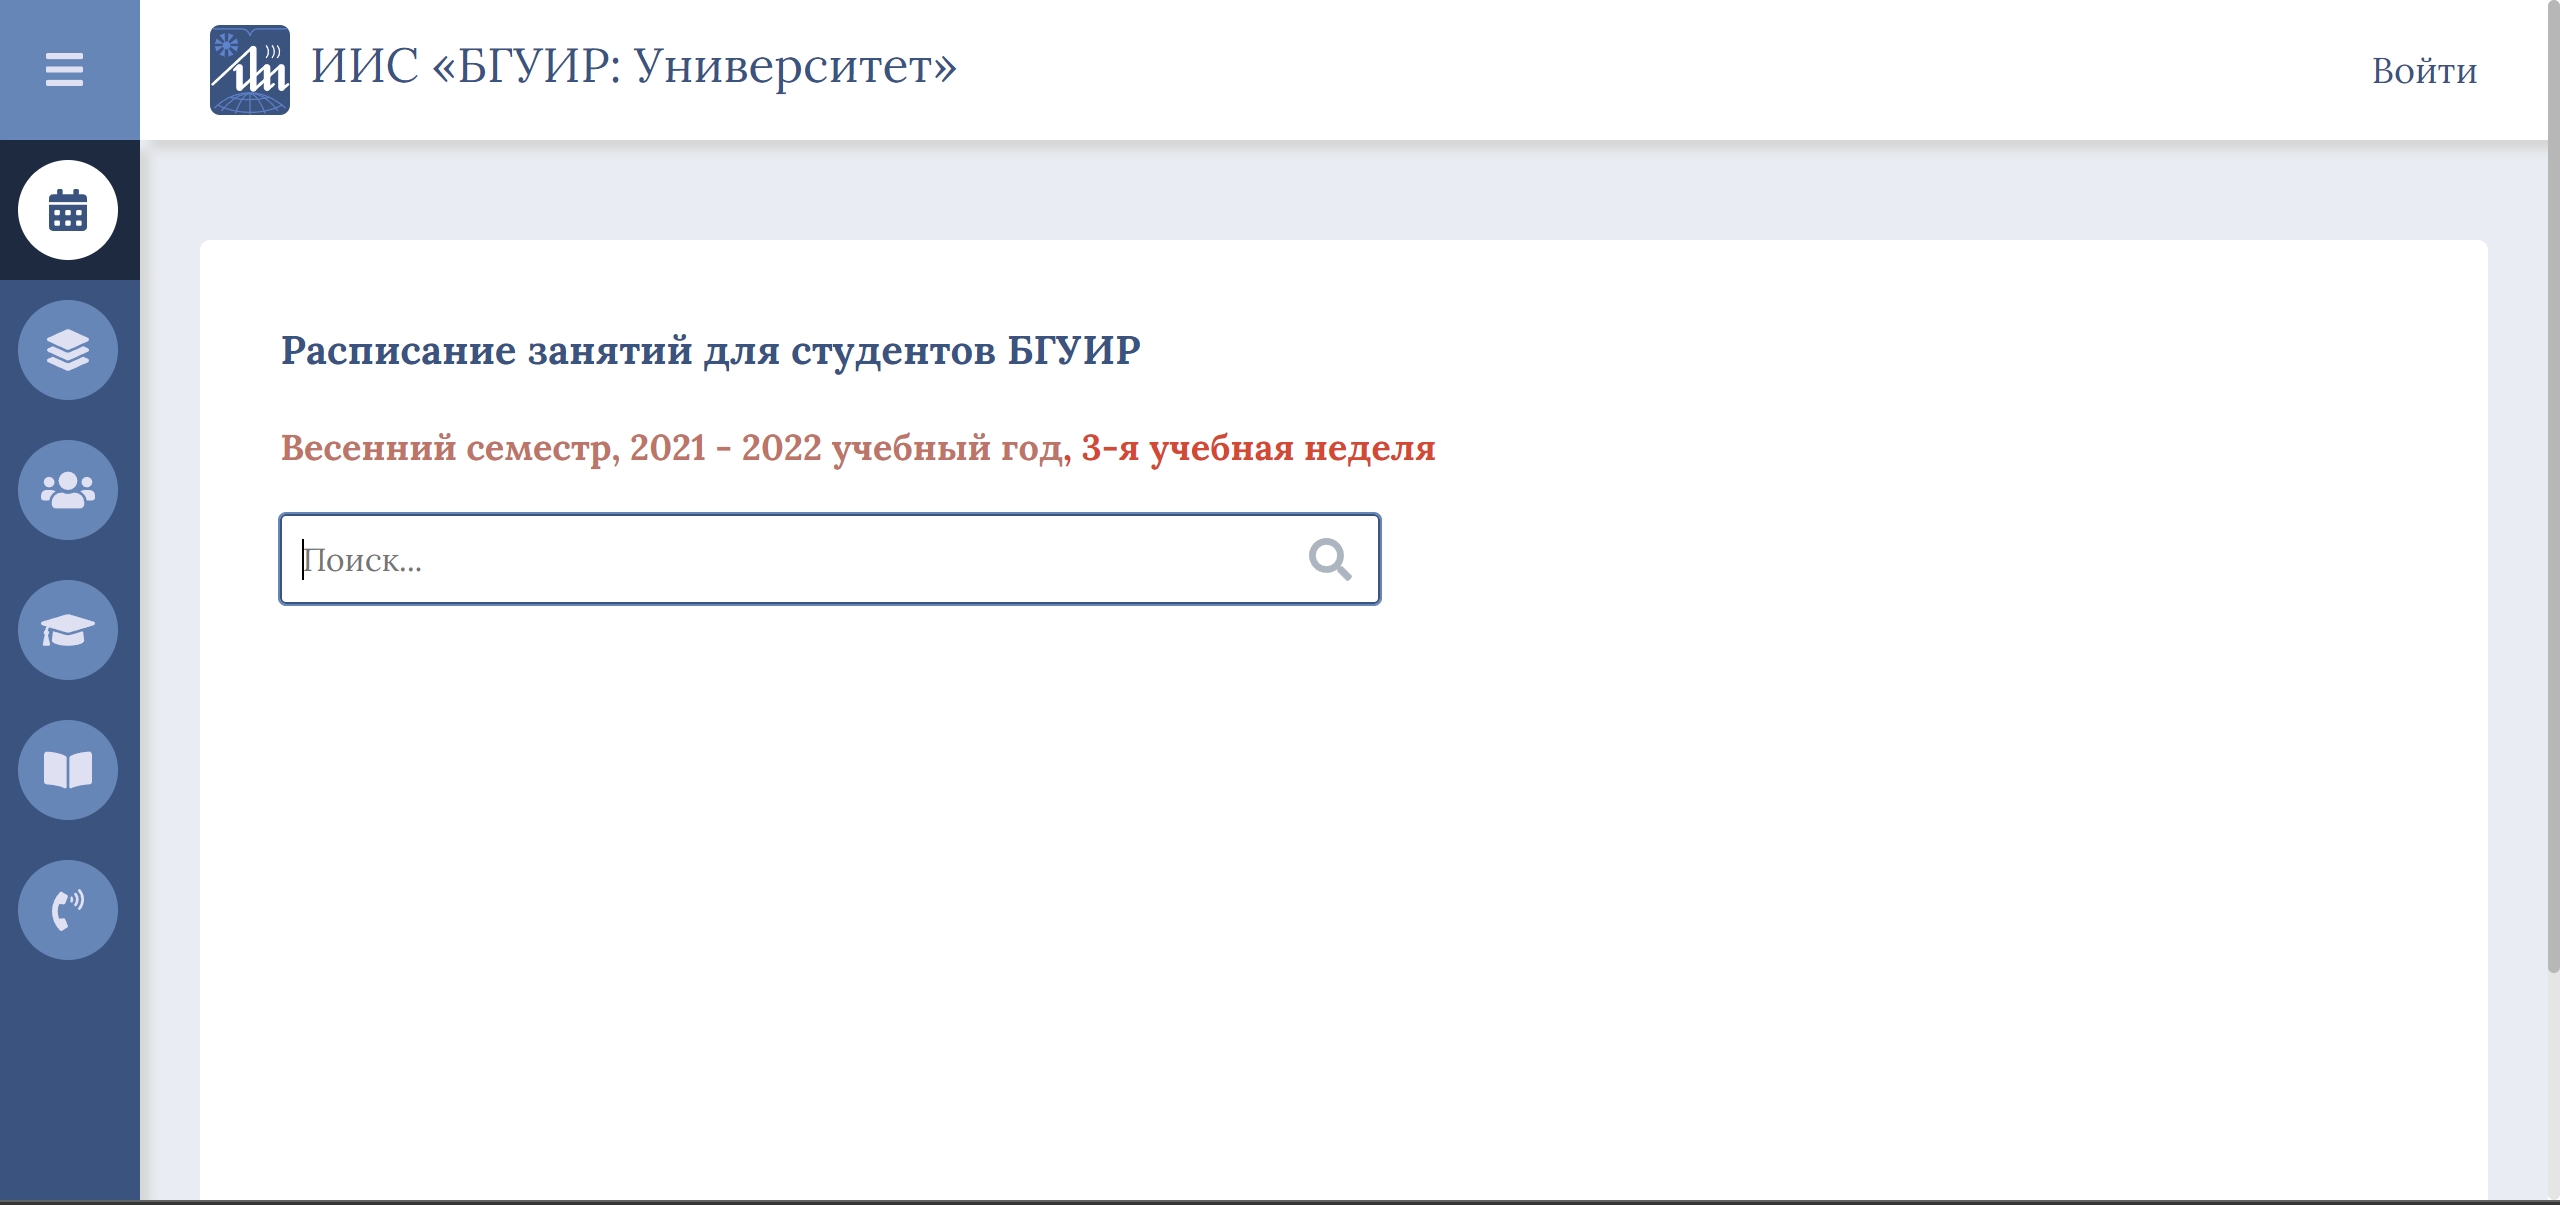 ИИС «БГУИР: Университет»
Войти
Расписание занятий для студентов БГУИР
Весенний семестр, 2021 - 2022 учебный год, 3-я учебная неделя
Поиск...